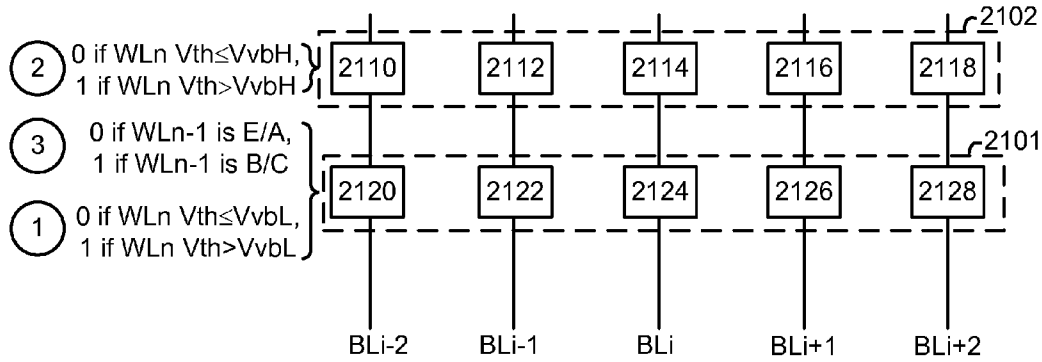 2102
2 0 if WLn Vth≤VvbH,
1 if WLn Vth>VvbH
2110 2112 2114 2116 2118
3 0 if WLn-1 is E/A,
1 if WLn-1 is B/C
2101
2120 2122 2124 2126 2128
1 0 if WLn Vth≤VvbL,
1 if WLn Vth>VvbL
BLi-2 BLi-1 BLi BLi+1 BLi+2